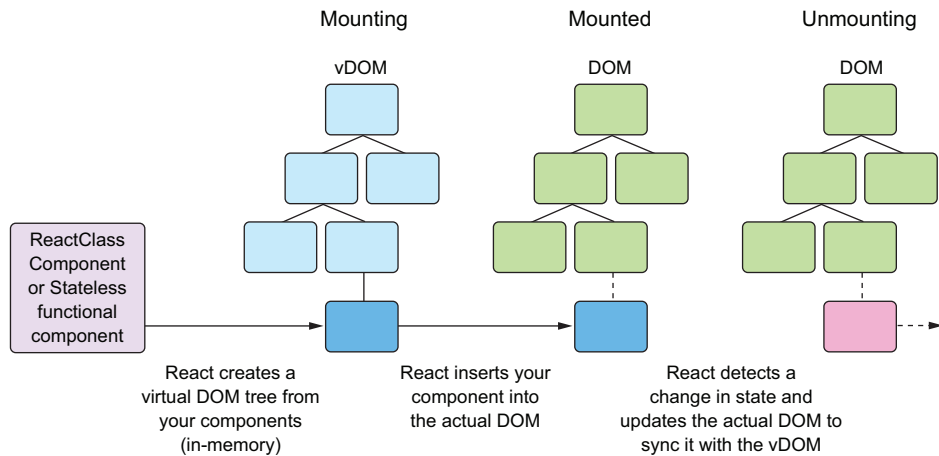 Mounting
Mounted
Unmounting
vDOM
DOM
DOM
ReactClass
Component
or Stateless
functional
component
React creates a
virtual DOM tree from
your components
(in-memory)
React inserts your
component into
the actual DOM
React detects a
change in state and
updates the actual DOM to
sync it with the vDOM